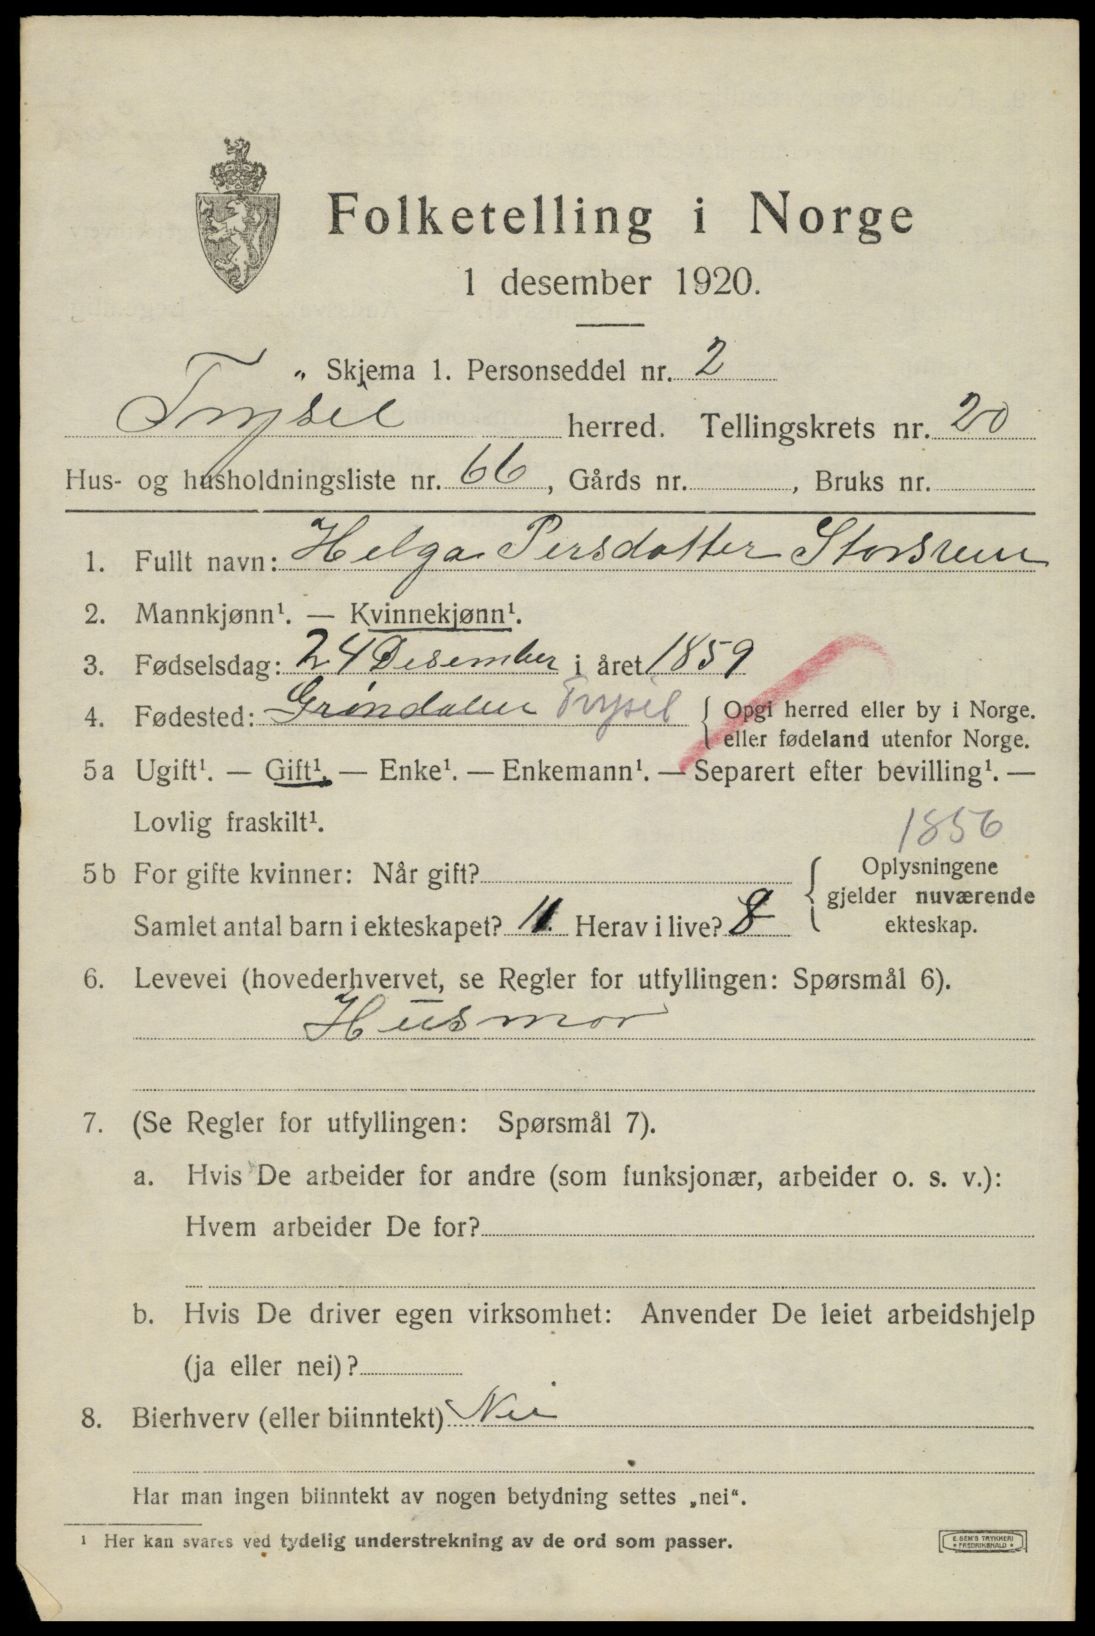 Folketelling i Norge
1 desember 1920.
„ Skjema 1. Personseddel nr. 2
Trysil herred. Tellingskrets nr. 20
Hus- og husholdningsliste nr. 66, Gårds nr. , Bruks nr.
1. Fullt navn: Helga Persdatter
2. Mannkjønn¹. — Kvinnekjønn¹.
3. Fødselsdag: 24 Desember i året 1859
4. Fødested: Grøndalen Trysil { Opgi herred eller by i Norge.
eller fødeland utenfor Norge.
5a Ugift¹. — Gift¹. — Enke¹. — Enkemann¹. — Separert efter bevilling¹. —
Lovlig fraskilt¹.
1856
5b For gifte kvinner: Når gift? { Oplysningene
gjelder nuværende
Samlet antal barn i ekteskapet? 11. Herav i live? 8 ekteskap.
6. Levevei (hovederhvervet, se Regler for utfyllingen: Spørsmål 6).
Husmor
7. (Se Regler for utfyllingen: Spørsmål 7).
a. Hvis De arbeider for andre (som funksjonær, arbeider o. s. v.):
Hvem arbeider De for?
b. Hvis De driver egen virksomhet: Anvender De leiet arbeidshjelp
(ja eller nei)?
8. Bierhverv (eller biinntekt) Nei
Har man ingen biinntekt av nogen betydning settes „nei“.
¹ Her kan svares ved tydelig understrekning av de ord som passer.
E. SEM'S TRYKKERI
• FREDRIKSHALD •